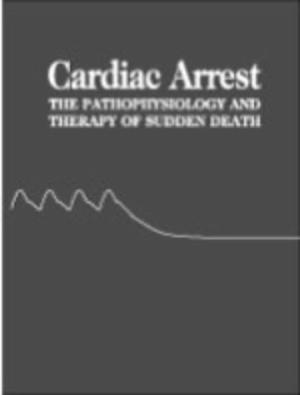 Cardiac Arrest
THE PATHOPHYSIOLOGY AND
THERAPY OF SUDDEN DEATH